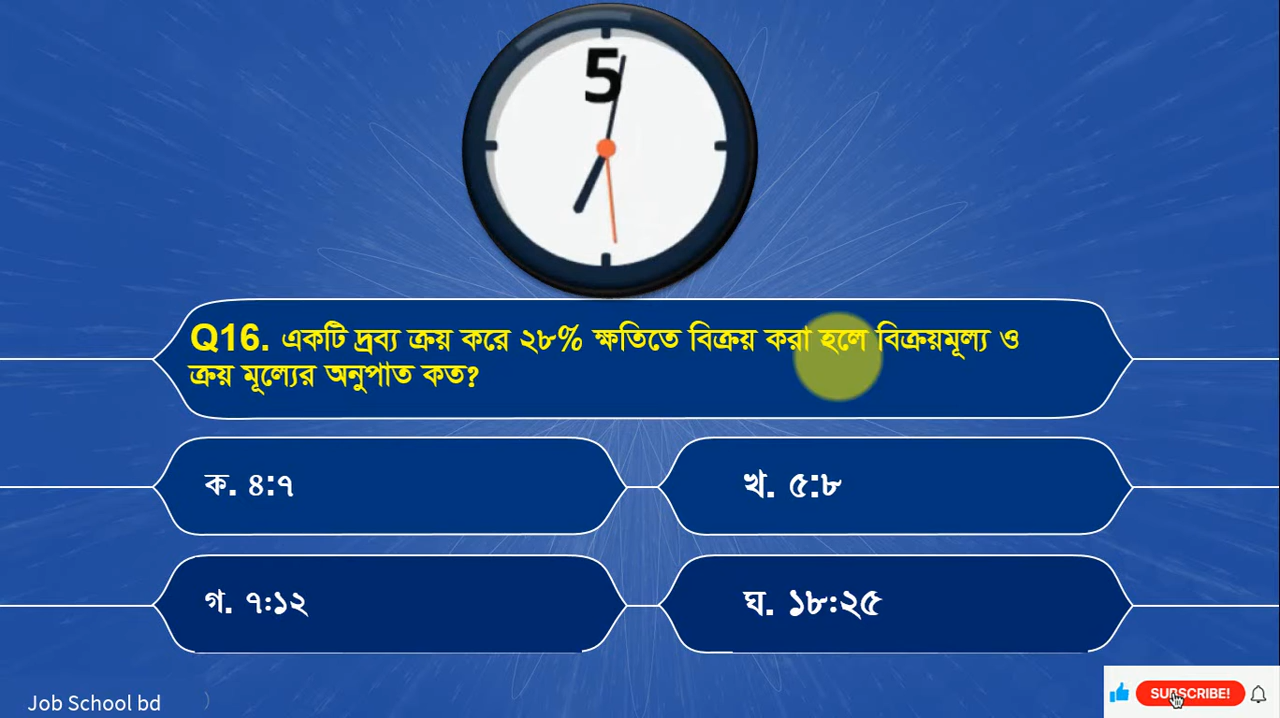 5
Q16. একটি দ্রব্য ক্রয় করে ২৮% ক্ষতিতে বিক্রয় করা হলে বিক্রয়মূল্য ও
ক্রয় মূল্যের অনুপাত কত?
ক. ৪:৭
খ. ৫:৮
গ. ৭:১২
ঘ. ১৮:২৫
Job School bd
SUBSCRIBE!